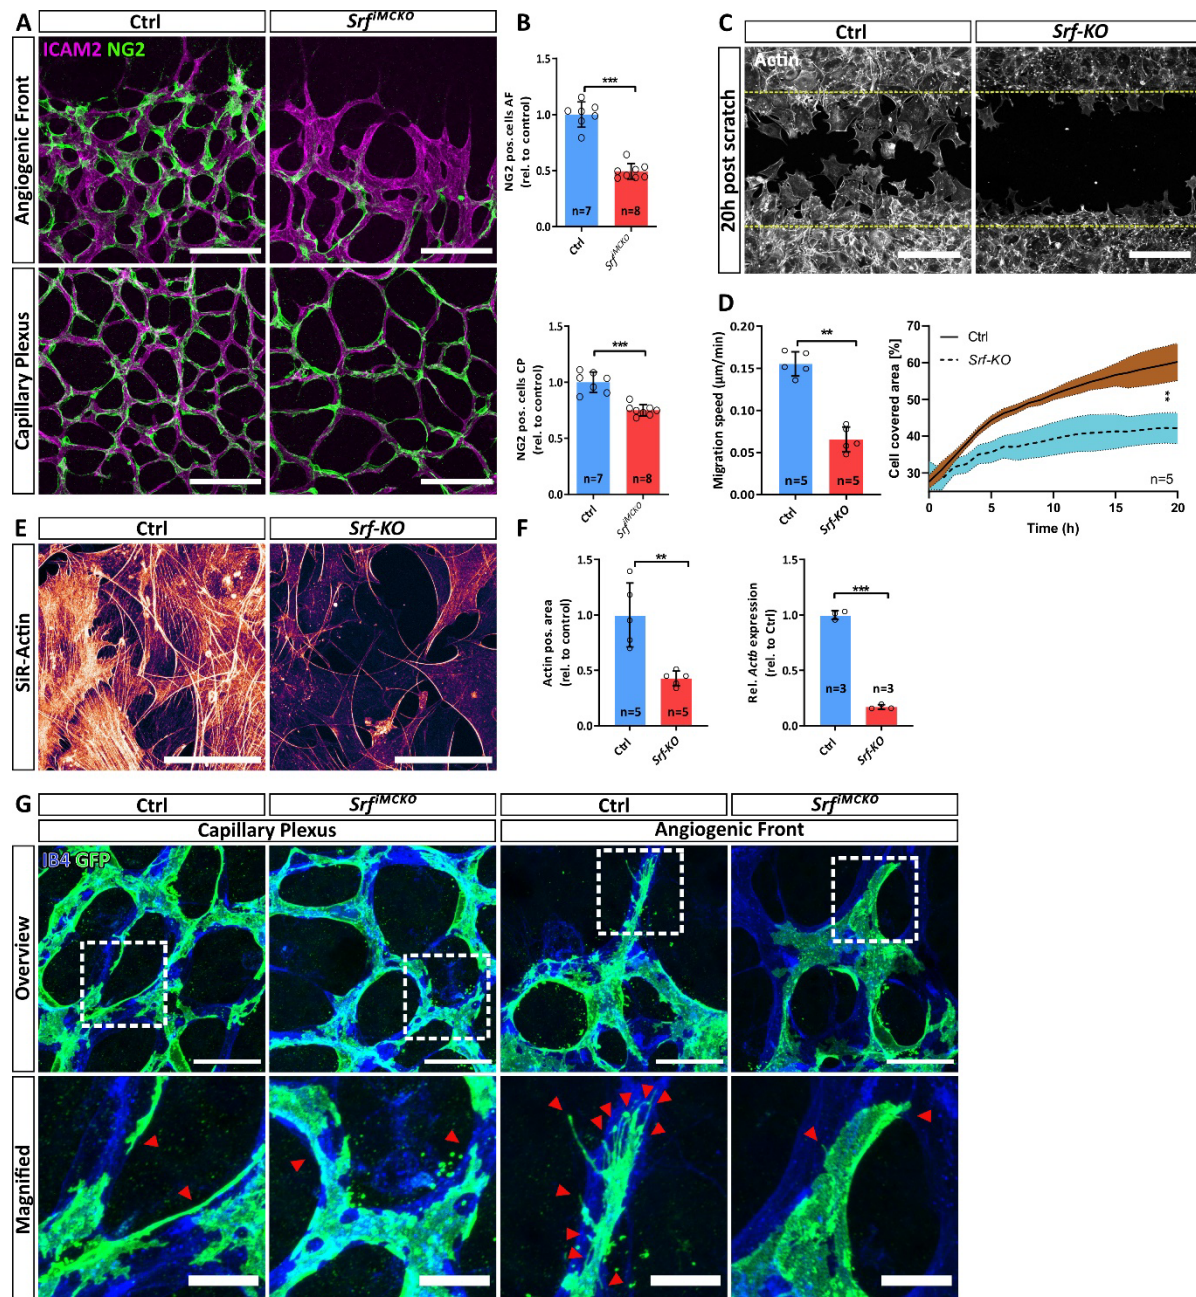 A
Ctrl
Srf^iMCKO
Angiogenic Front
ICAM2 NG2
Capillary Plexus
B
NG2 pos. cells AF
(rel. to control)
1.5
1.0
0.5
0.0
***
n=7
n=8
Ctrl
Srf^iMCKO
NG2 pos. cells CP
(rel. to control)
1.5
1.0
0.5
0.0
***
n=7
n=8
Ctrl
Srf^iMCKO
C
Ctrl
Srf-KO
20h post scratch
Actin
D
Migration speed (µm/min)
0.20
0.15
0.10
0.05
0.00
**
n=5
n=5
Ctrl
Srf-KO
Cell covered area [%]
70
60
50
40
30
Ctrl
Srf-KO
**
n=5
0
5
10
15
20
Time (h)
E
Ctrl
Srf-KO
SiR-Actin
F
Actin pos. area
(rel. to control)
1.5
1.0
0.5
0.0
**
n=5
n=5
Ctrl
Srf-KO
Rel. Actb expression
(rel. to Ctrl)
1.5
1.0
0.5
0.0
***
n=3
n=3
Ctrl
Srf-KO
G
Ctrl
Srf^iMCKO
Ctrl
Srf^iMCKO
Capillary Plexus
Angiogenic Front
Overview
IB4 GFP
Magnified